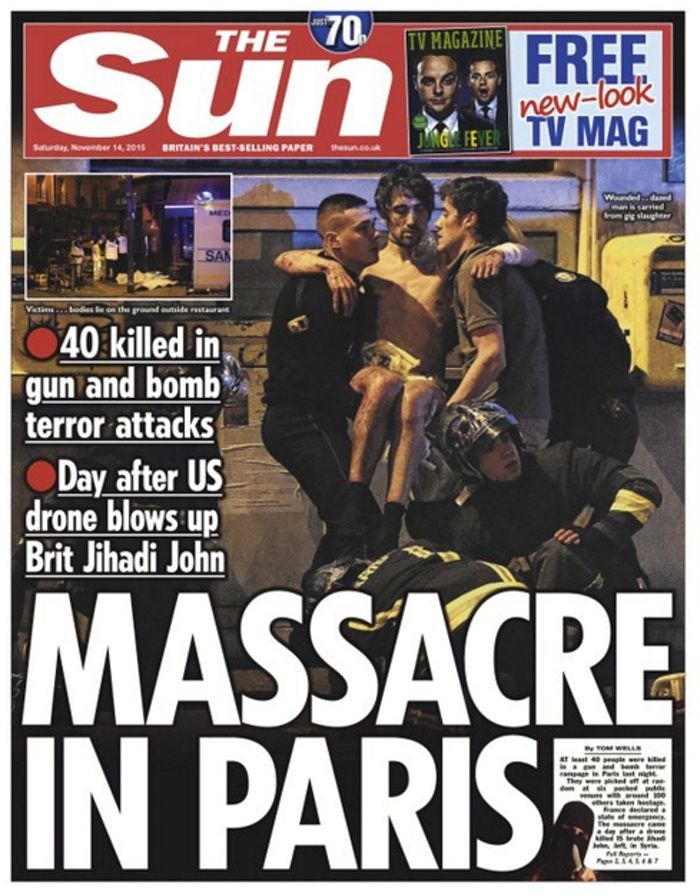 JUST 70p
THE
Sun
Saturday, November 14, 2015
BRITAIN'S BEST-SELLING PAPER
thesun.co.uk
TV MAGAZINE
JUNGLE FEVER
FREE
new-look
TV MAG
Wounded . . dazed
man is carried
from gig slaughter
MED
SAN
Victims . . . bodies lie on the ground outside restaurant
40 killed in
gun and bomb
terror attacks
Day after US
drone blows up
Brit Jihadi John
MASSACRE
IN PARIS
By TOM WELLS
AT least 40 people were killed
in a gun and bomb terror
rampage in Paris last night.
They were picked off at ran-
dom at six packed public
venues with around 100
others taken hostage.
France declared a
state of emergency.
The massacre came
a day after a drone
killed IS brute Jihadi
John, left, in Syria.
Full Reports —
Pages 2, 3, 4, 5, 6 & 7